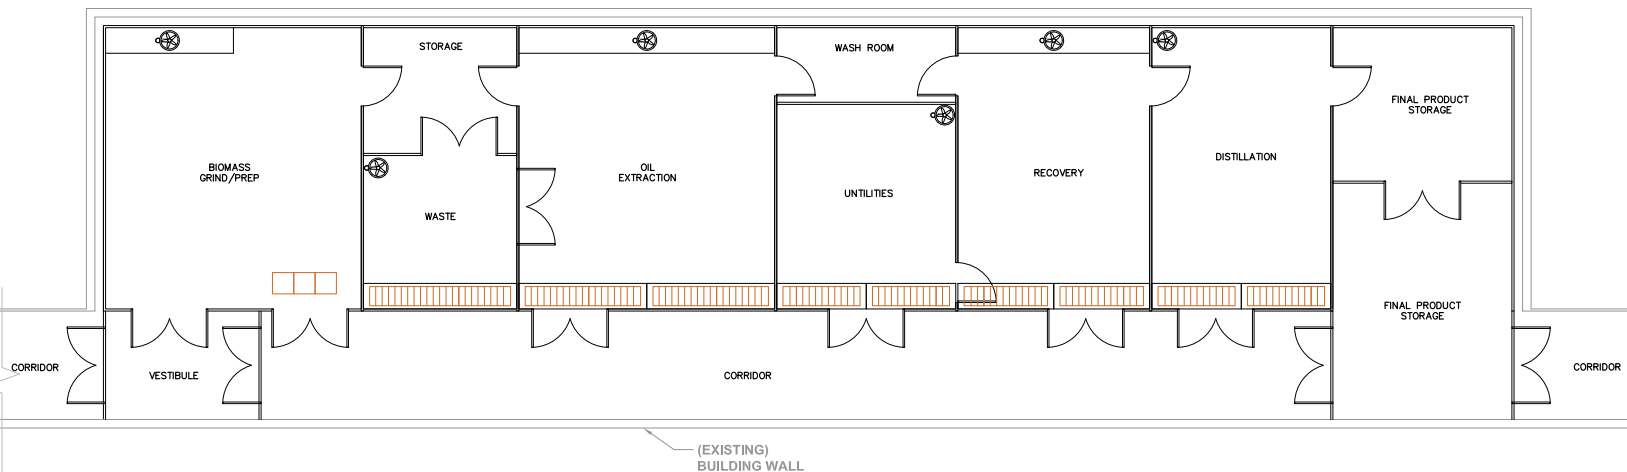 STORAGE
WASH ROOM
FINAL PRODUCT
STORAGE
BIOMASS
GRIND/PREP
OIL
EXTRACTION
DISTILLATION
RECOVERY
UNTILITIES
WASTE
FINAL PRODUCT
STORAGE
CORRIDOR
VESTIBULE
CORRIDOR
CORRIDOR
(EXISTING)
BUILDING WALL